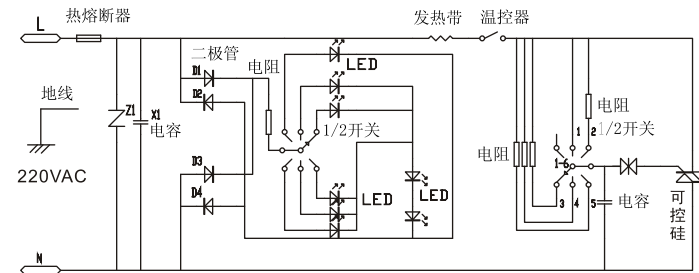 L
热熔断器
发热带
温控器
二极管
电阻
LED
D1
D2
地线
Z1
X1
电容
1/2开关
电阻
1
2
1/2开关
220VAC
D3
D4
LED
LED
电阻
1-6
3
4
5
电容
可控硅
N